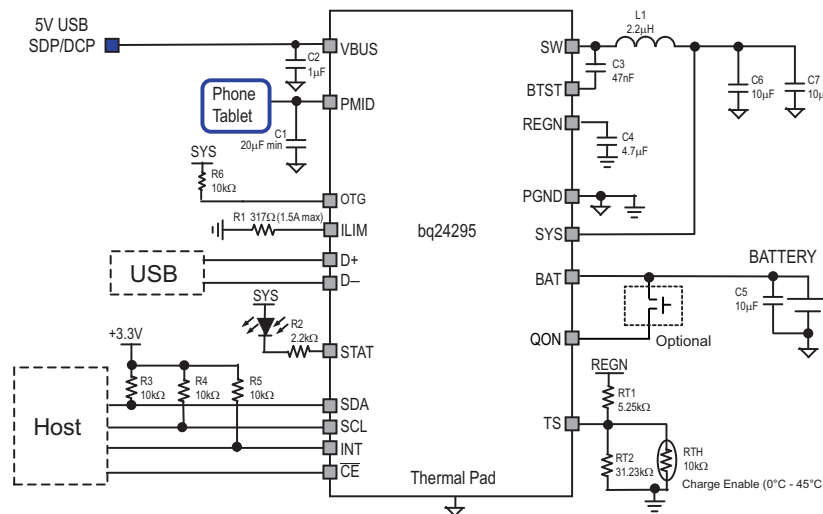 5V USB
SDP/DCP
VBUS
C2
1µF
Phone
Tablet
PMID
C1
20µF min
SYS
R6
10kΩ
OTG
R1 317Ω (1.5A max)
ILIM
USB
D+
D–
SYS
R2
2.2kΩ
STAT
+3.3V
R3
10kΩ
R4
10kΩ
R5
10kΩ
Host
SDA
SCL
INT
CE
bq24295
Thermal Pad
SW
L1
2.2µH
C3
47nF
BTST
C6
10µF
C7
10µ
REGN
C4
4.7µF
PGND
SYS
BAT
BATTERY
C5
10µF
Optional
QON
REGN
RT1
5.25kΩ
TS
RT2
31.23kΩ
RTH
10kΩ
Charge Enable (0°C - 45°C